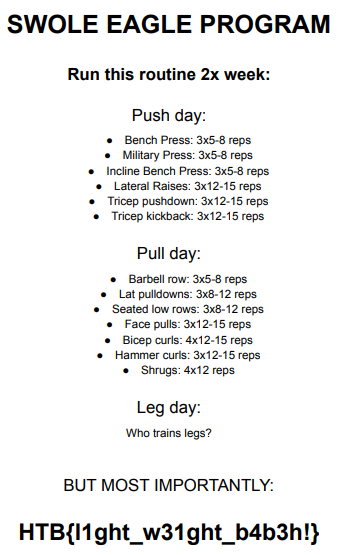 SWOLE EAGLE PROGRAM
Run this routine 2x week:
Push day:
● Bench Press: 3x5-8 reps
● Military Press: 3x5-8 reps
● Incline Bench Press: 3x5-8 reps
● Lateral Raises: 3x12-15 reps
● Tricep pushdown: 3x12-15 reps
● Tricep kickback: 3x12-15 reps
Pull day:
● Barbell row: 3x5-8 reps
● Lat pulldowns: 3x8-12 reps
● Seated low rows: 3x8-12 reps
● Face pulls: 3x12-15 reps
● Bicep curls: 4x12-15 reps
● Hammer curls: 3x12-15 reps
● Shrugs: 4x12 reps
Leg day:
Who trains legs?
BUT MOST IMPORTANTLY:
HTB{l1ght_w31ght_b4b3h!}